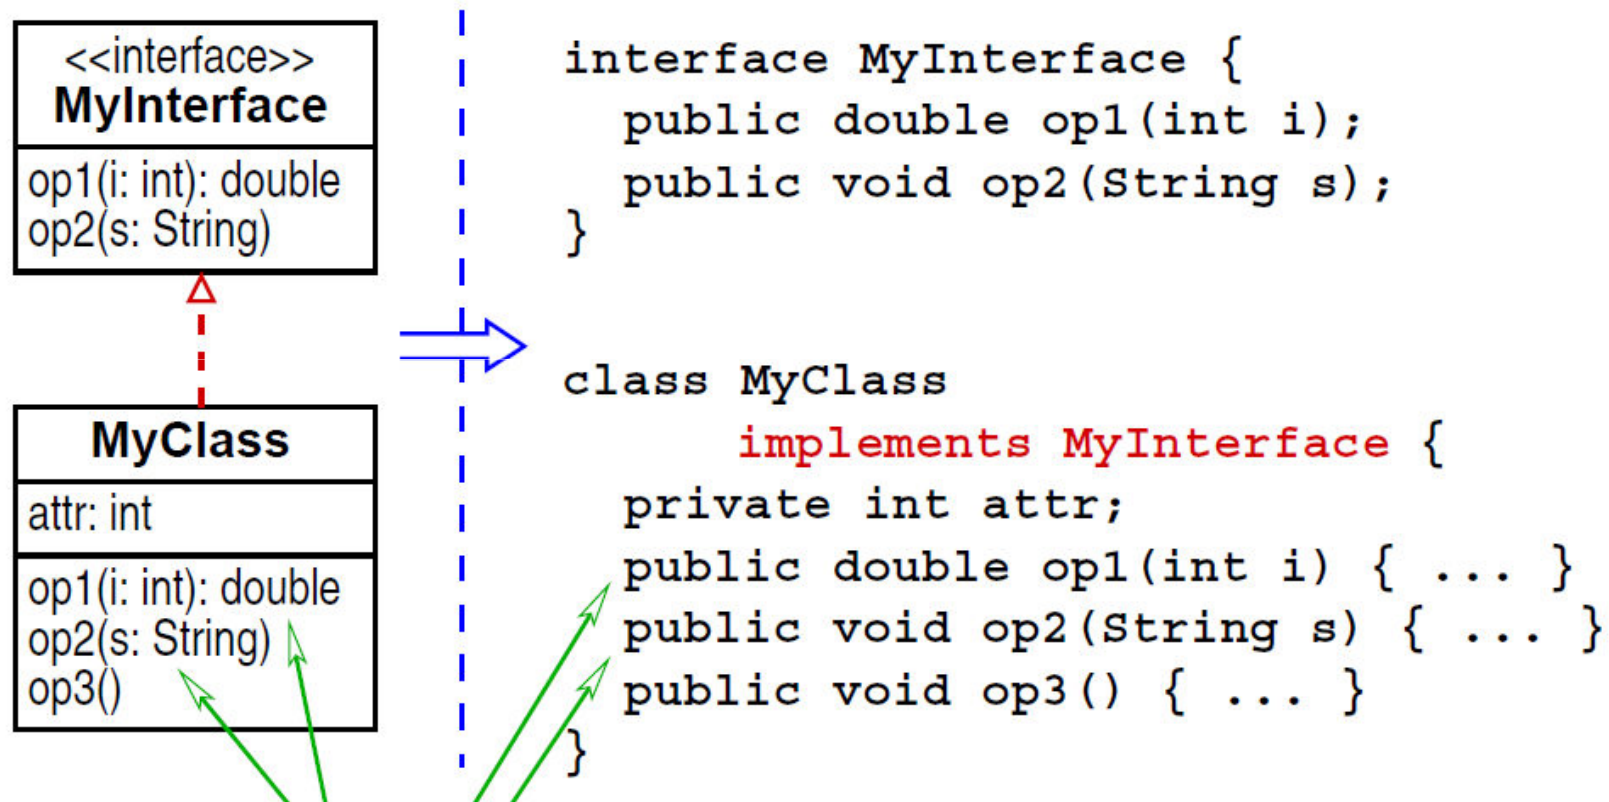 <<interface>>
MyInterface
op1(i: int): double
op2(s: String)
MyClass
attr: int
op1(i: int): double
op2(s: String)
op3()
interface MyInterface {
public double op1(int i);
public void op2(String s);
}
class MyClass
implements MyInterface {
private int attr;
public double op1(int i) { ... }
public void op2(String s) { ... }
public void op3() { ... }
}